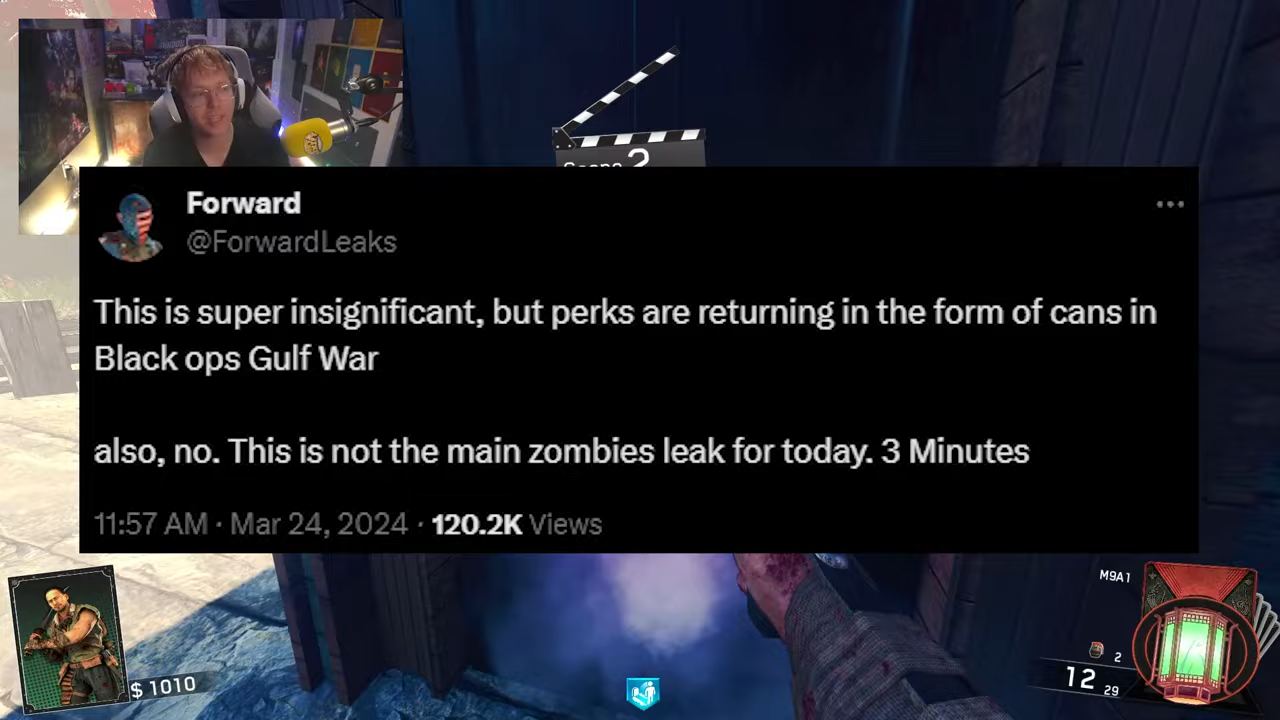 Scene 2
Forward
@ForwardLeaks
This is super insignificant, but perks are returning in the form of cans in
Black ops Gulf War
also, no. This is not the main zombies leak for today. 3 Minutes
11:57 AM · Mar 24, 2024 · 120.2K Views
M9A1
2
12 29
$ 1010